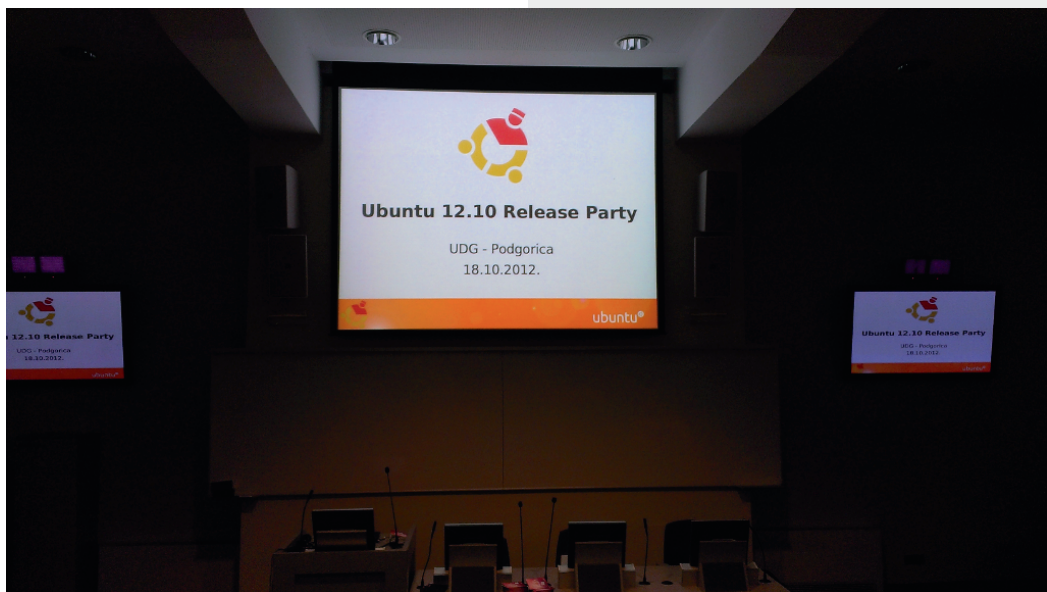 Ubuntu 12.10 Release Party
UDG - Podgorica
18.10.2012.
ubuntu
12.10 Release Party
UDG - Podgorica
18.10.2012.
ubuntu
Ubuntu 12.10 Release Party
UDG - Podgorica
18.10.2012
ubuntu